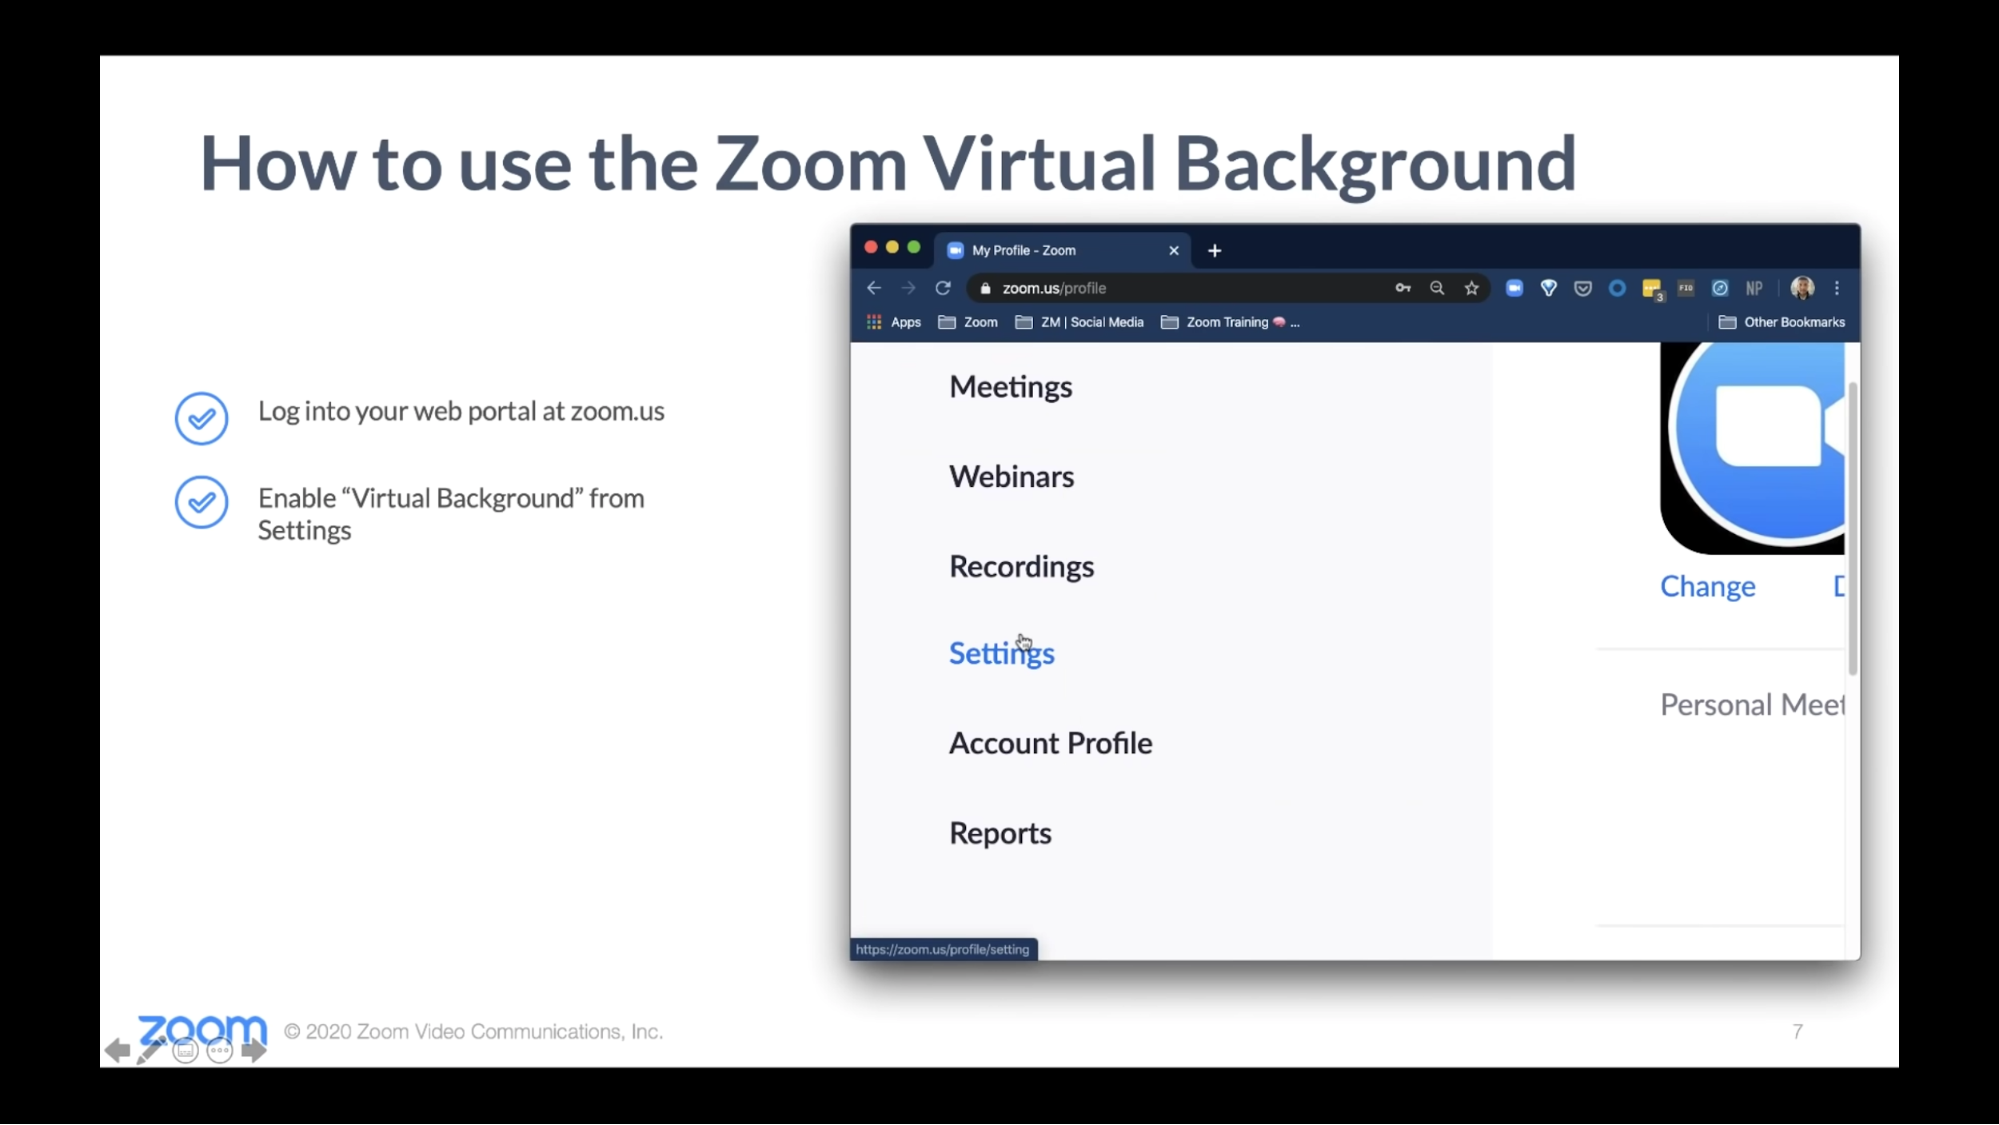 How to use the Zoom Virtual Background
Log into your web portal at zoom.us
Enable “Virtual Background” from
Settings
My Profile - Zoom
zoom.us/profile
3
FIO
NP
Apps
Zoom
ZM | Social Media
Zoom Training 🧠 ...
Other Bookmarks
Meetings
Webinars
Recordings
Settings
Account Profile
Reports
Change
Personal Meet
https://zoom.us/profile/setting
zoom
© 2020 Zoom Video Communications, Inc.
7